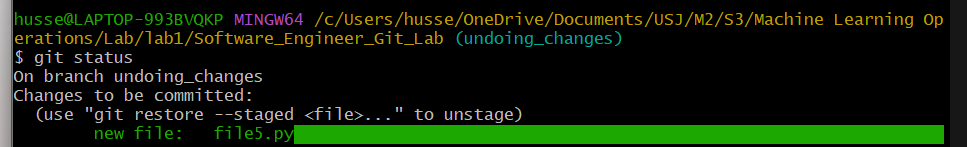 husse@LAPTOP-993BVQKP MINGW64 /c/Users/husse/OneDrive/Documents/USJ/M2/S3/Machine Learning Op
erations/Lab/lab1/Software_Engineer_Git_Lab (undoing_changes)
$ git status
On branch undoing_changes
Changes to be committed:
  (use "git restore --staged <file>..." to unstage)
        new file:   file5.py